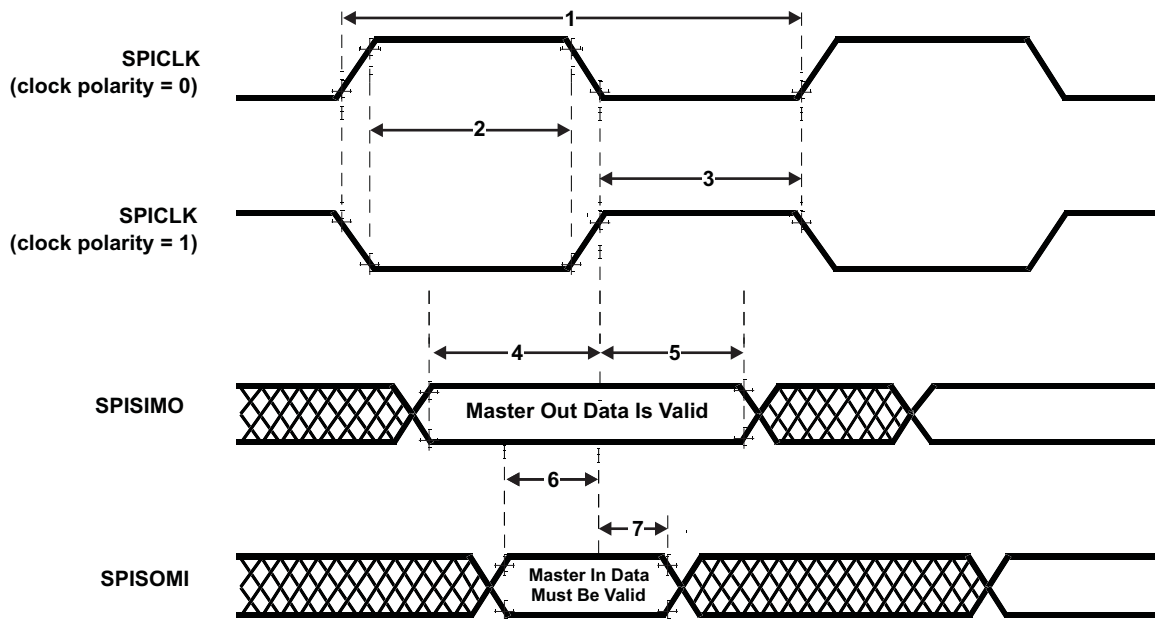 1
SPICLK
(clock polarity = 0)
2
3
SPICLK
(clock polarity = 1)
4
5
SPISIMO
Master Out Data Is Valid
6
7
SPISOMI
Master In Data
Must Be Valid